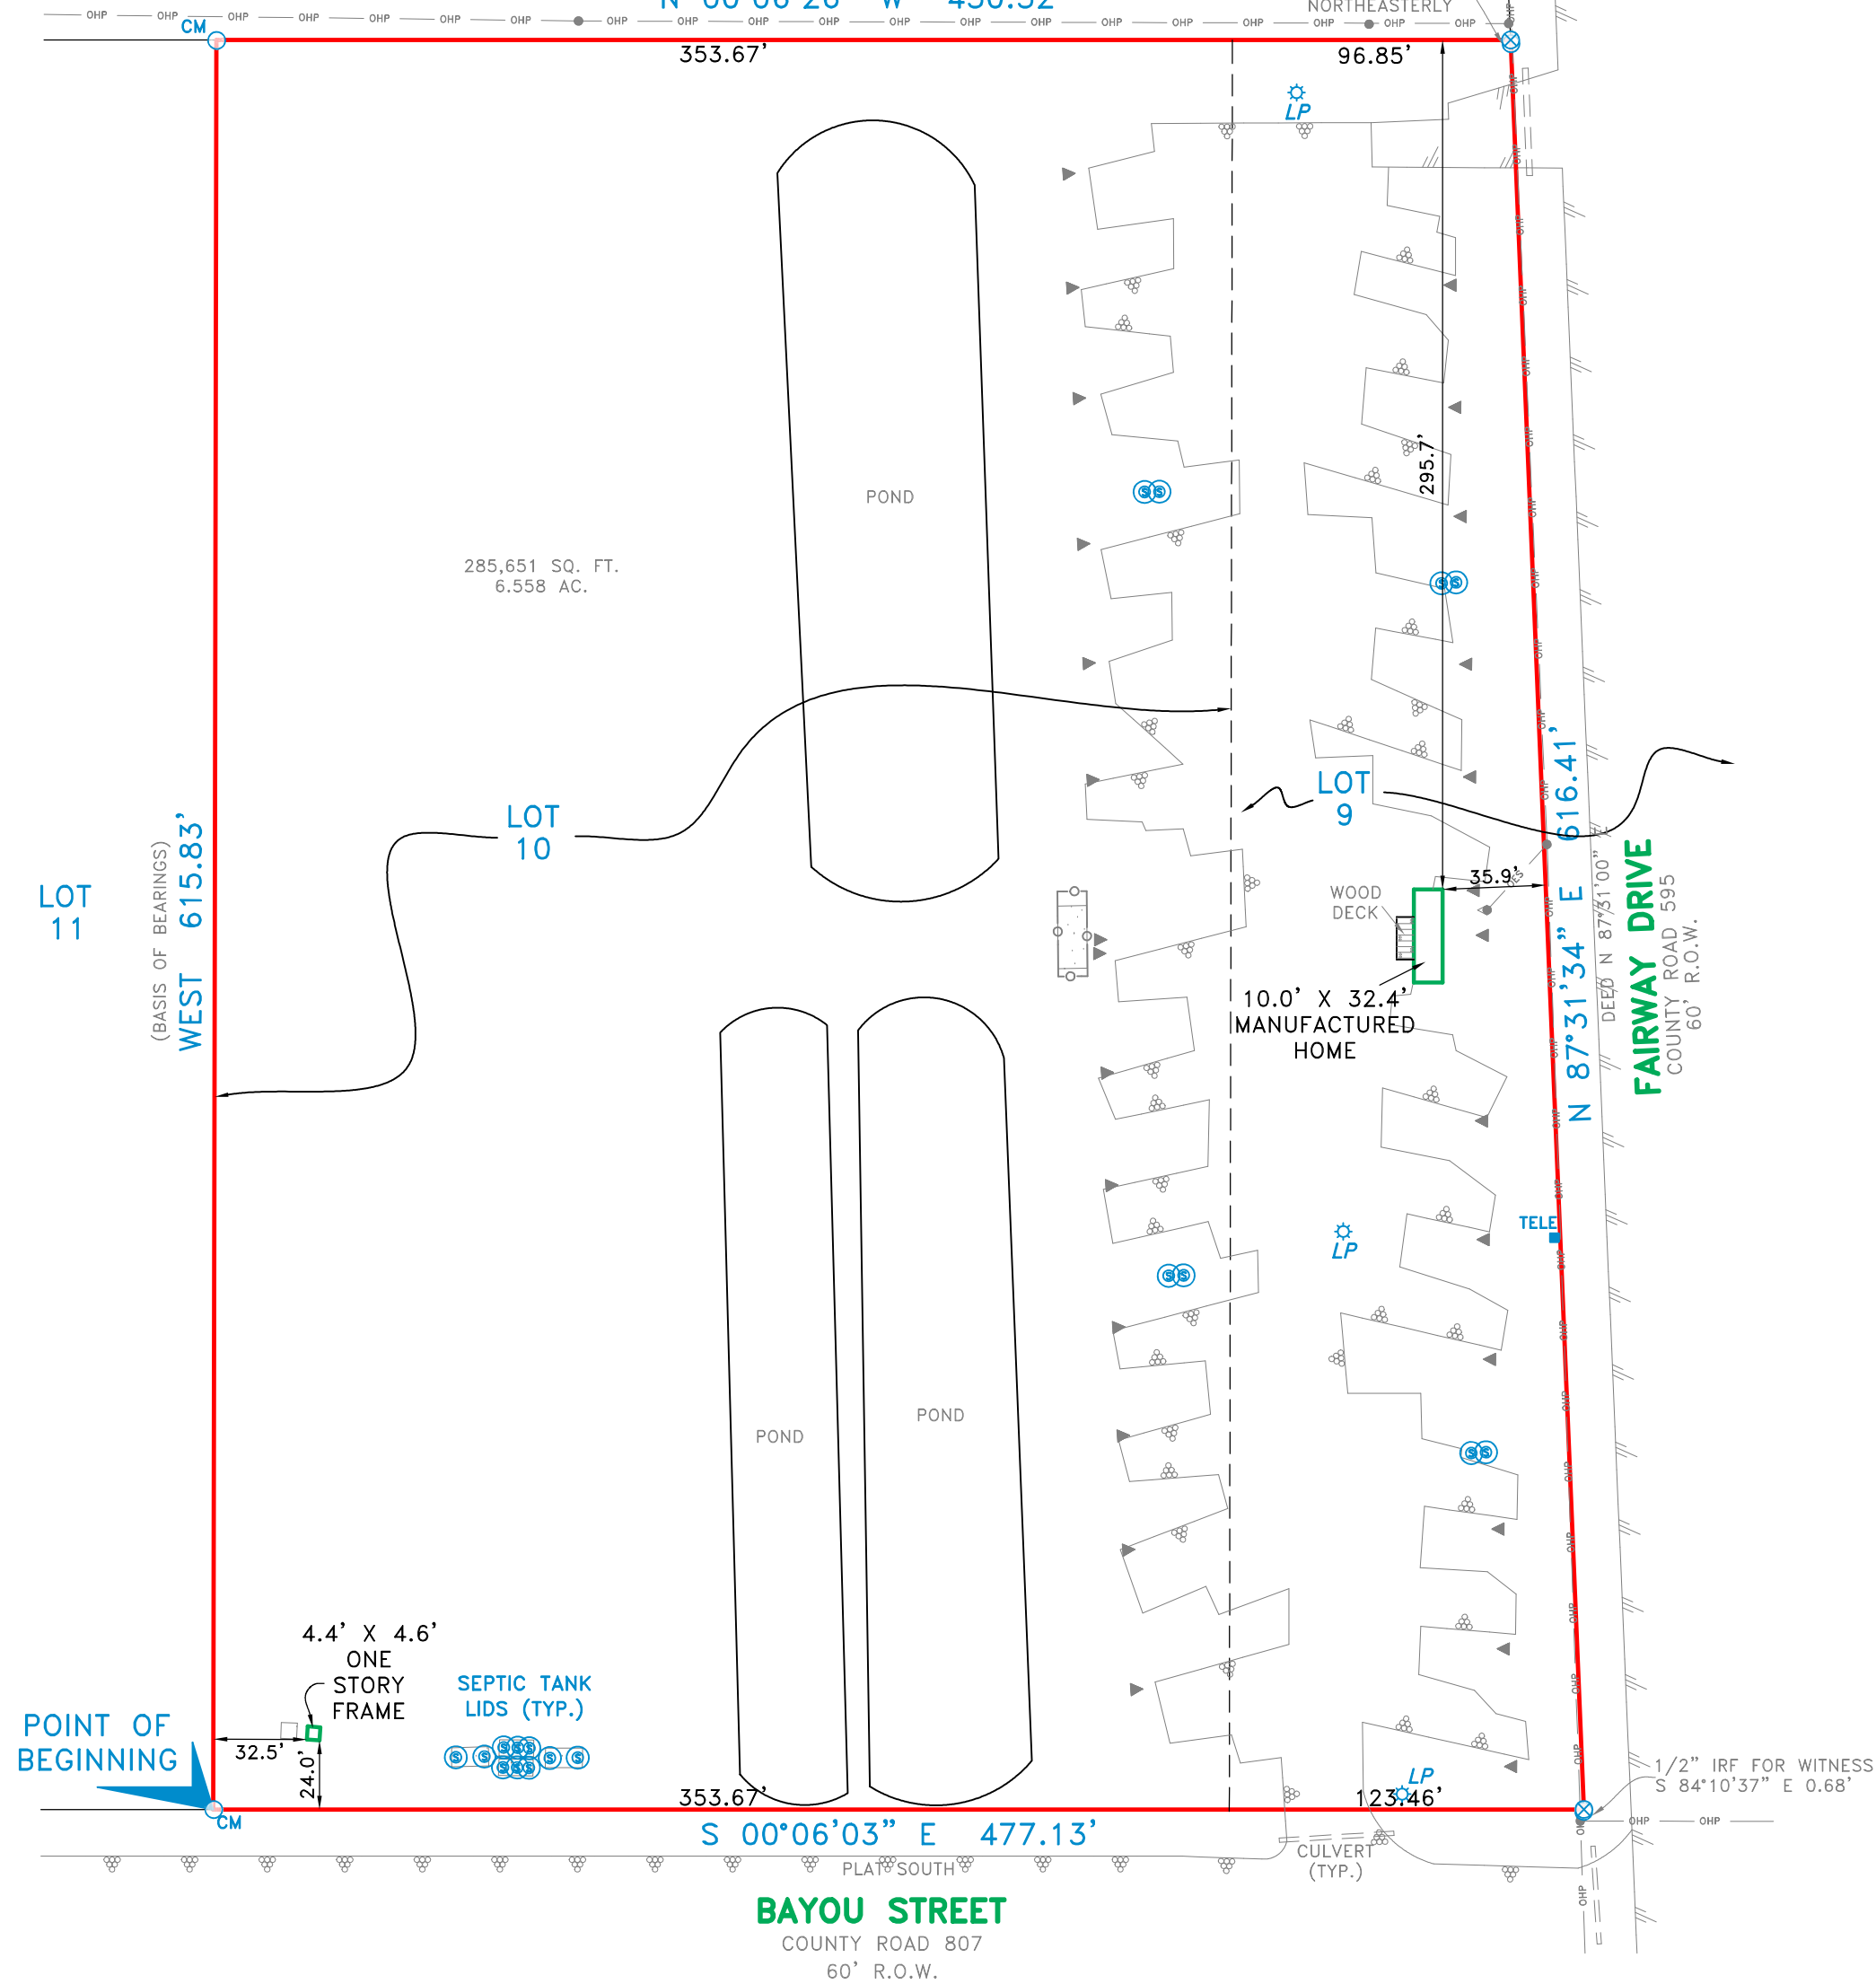 N 00°06'26" W 450.52'
NORTHEASTERLY
CM
353.67'
96.85'
LP
POND
295.7'
285,651 SQ. FT.
6.558 AC.
LOT
10
LOT
9
LOT
11
(BASIS OF BEARINGS)
WEST 615.83'
35.9'
WOOD
DECK
10.0' X 32.4'
MANUFACTURED
HOME
N 87°31'34" E 616.41'
DEED N 87°31'00" E
FAIRWAY DRIVE
COUNTY ROAD 595
60' R.O.W.
TELE
LP
POND
POND
4.4' X 4.6'
ONE
STORY
FRAME
SEPTIC TANK
LIDS (TYP.)
POINT OF
BEGINNING
32.5'
24.0'
CM
353.67'
123.46'
LP
1/2" IRF FOR WITNESS
S 84°10'37" E 0.68'
S 00°06'03" E 477.13'
PLAT SOUTH
CULVERT
(TYP.)
BAYOU STREET
COUNTY ROAD 807
60' R.O.W.